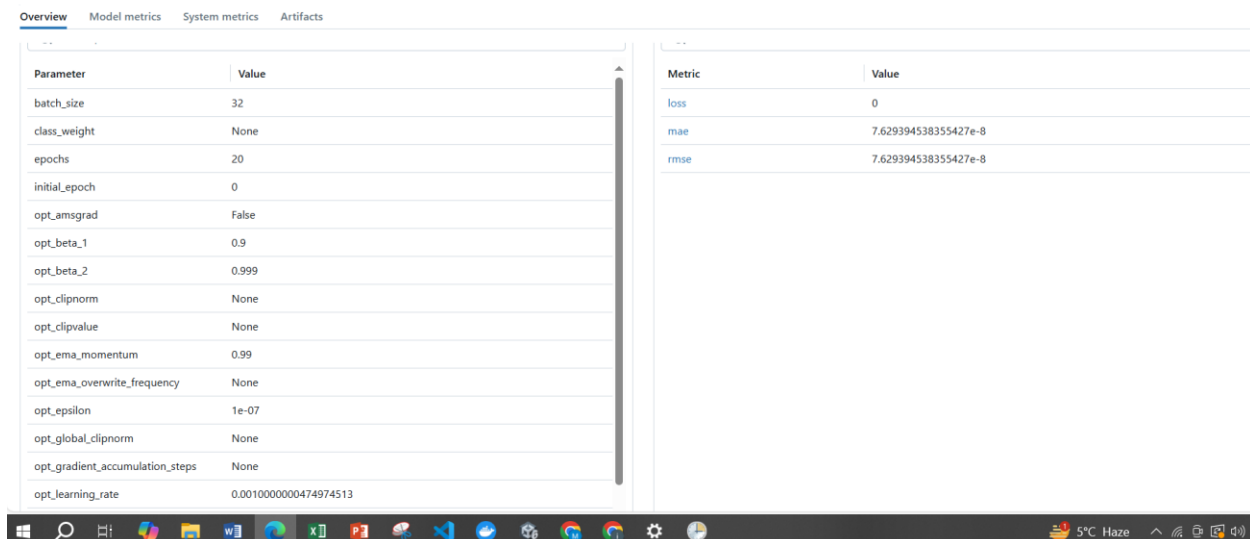 Overview Model metrics System metrics Artifacts
Parameter Value
batch_size 32
class_weight None
epochs 20
initial_epoch 0
opt_amsgrad False
opt_beta_1 0.9
opt_beta_2 0.999
opt_clipnorm None
opt_clipvalue None
opt_ema_momentum 0.99
opt_ema_overwrite_frequency None
opt_epsilon 1e-07
opt_global_clipnorm None
opt_gradient_accumulation_steps None
opt_learning_rate 0.0010000000474974513
Metric Value
loss 0
mae 7.629394538355427e-8
rmse 7.629394538355427e-8
5°C Haze